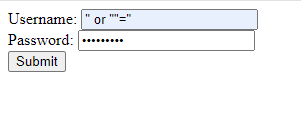 Username: " or ""="
Password: •••••••••
Submit